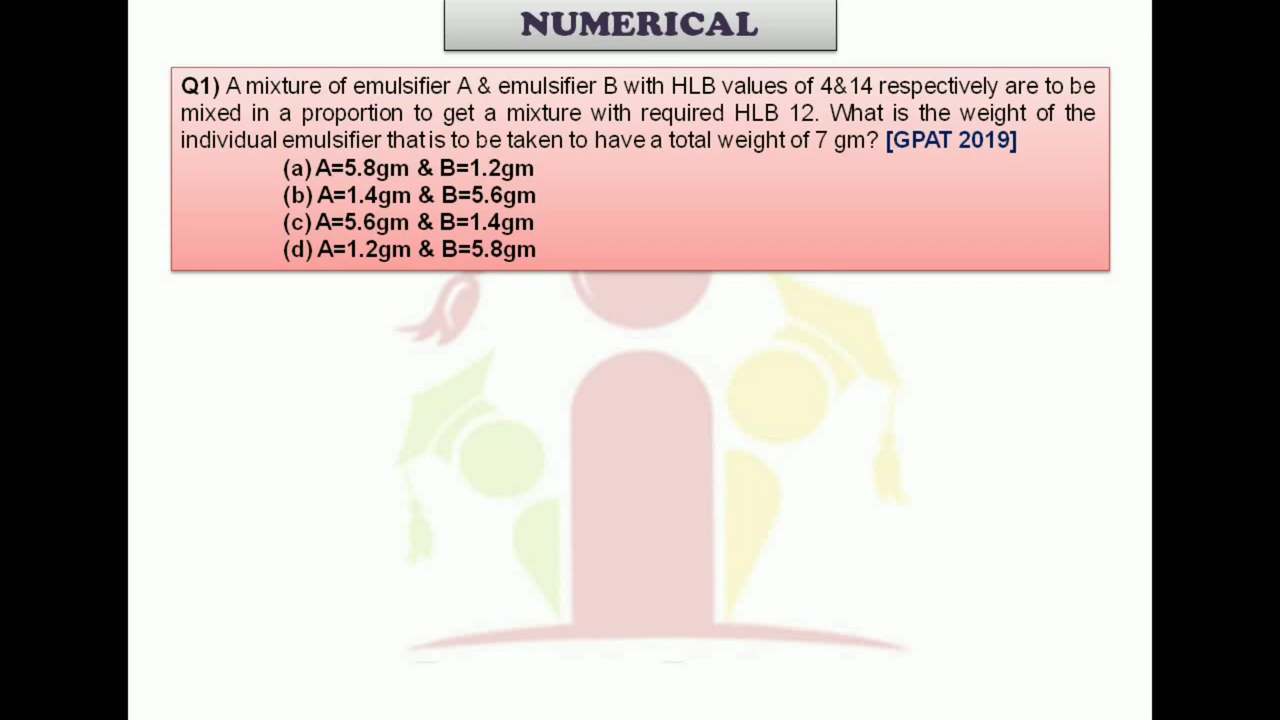 NUMERICAL
Q1) A mixture of emulsifier A & emulsifier B with HLB values of 4&14 respectively are to be
mixed in a proportion to get a mixture with required HLB 12. What is the weight of the
individual emulsifier that is to be taken to have a total weight of 7 gm? [GPAT 2019]
(a) A=5.8gm & B=1.2gm
(b) A=1.4gm & B=5.6gm
(c) A=5.6gm & B=1.4gm
(d) A=1.2gm & B=5.8gm